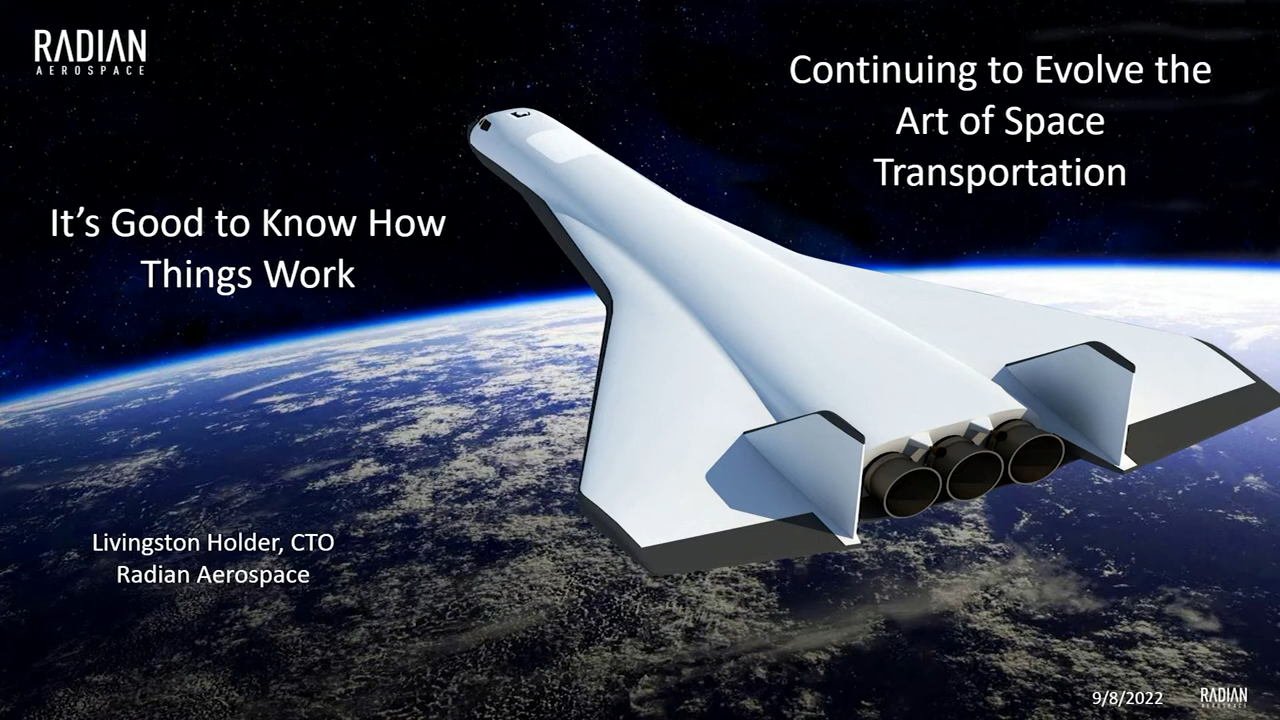 RADIAN
AEROSPACE
Continuing to Evolve the
Art of Space
Transportation
It's Good to Know How
Things Work
Livingston Holder, CTO
Radian Aerospace
9/8/2022
RADIAN
AEROSPACE